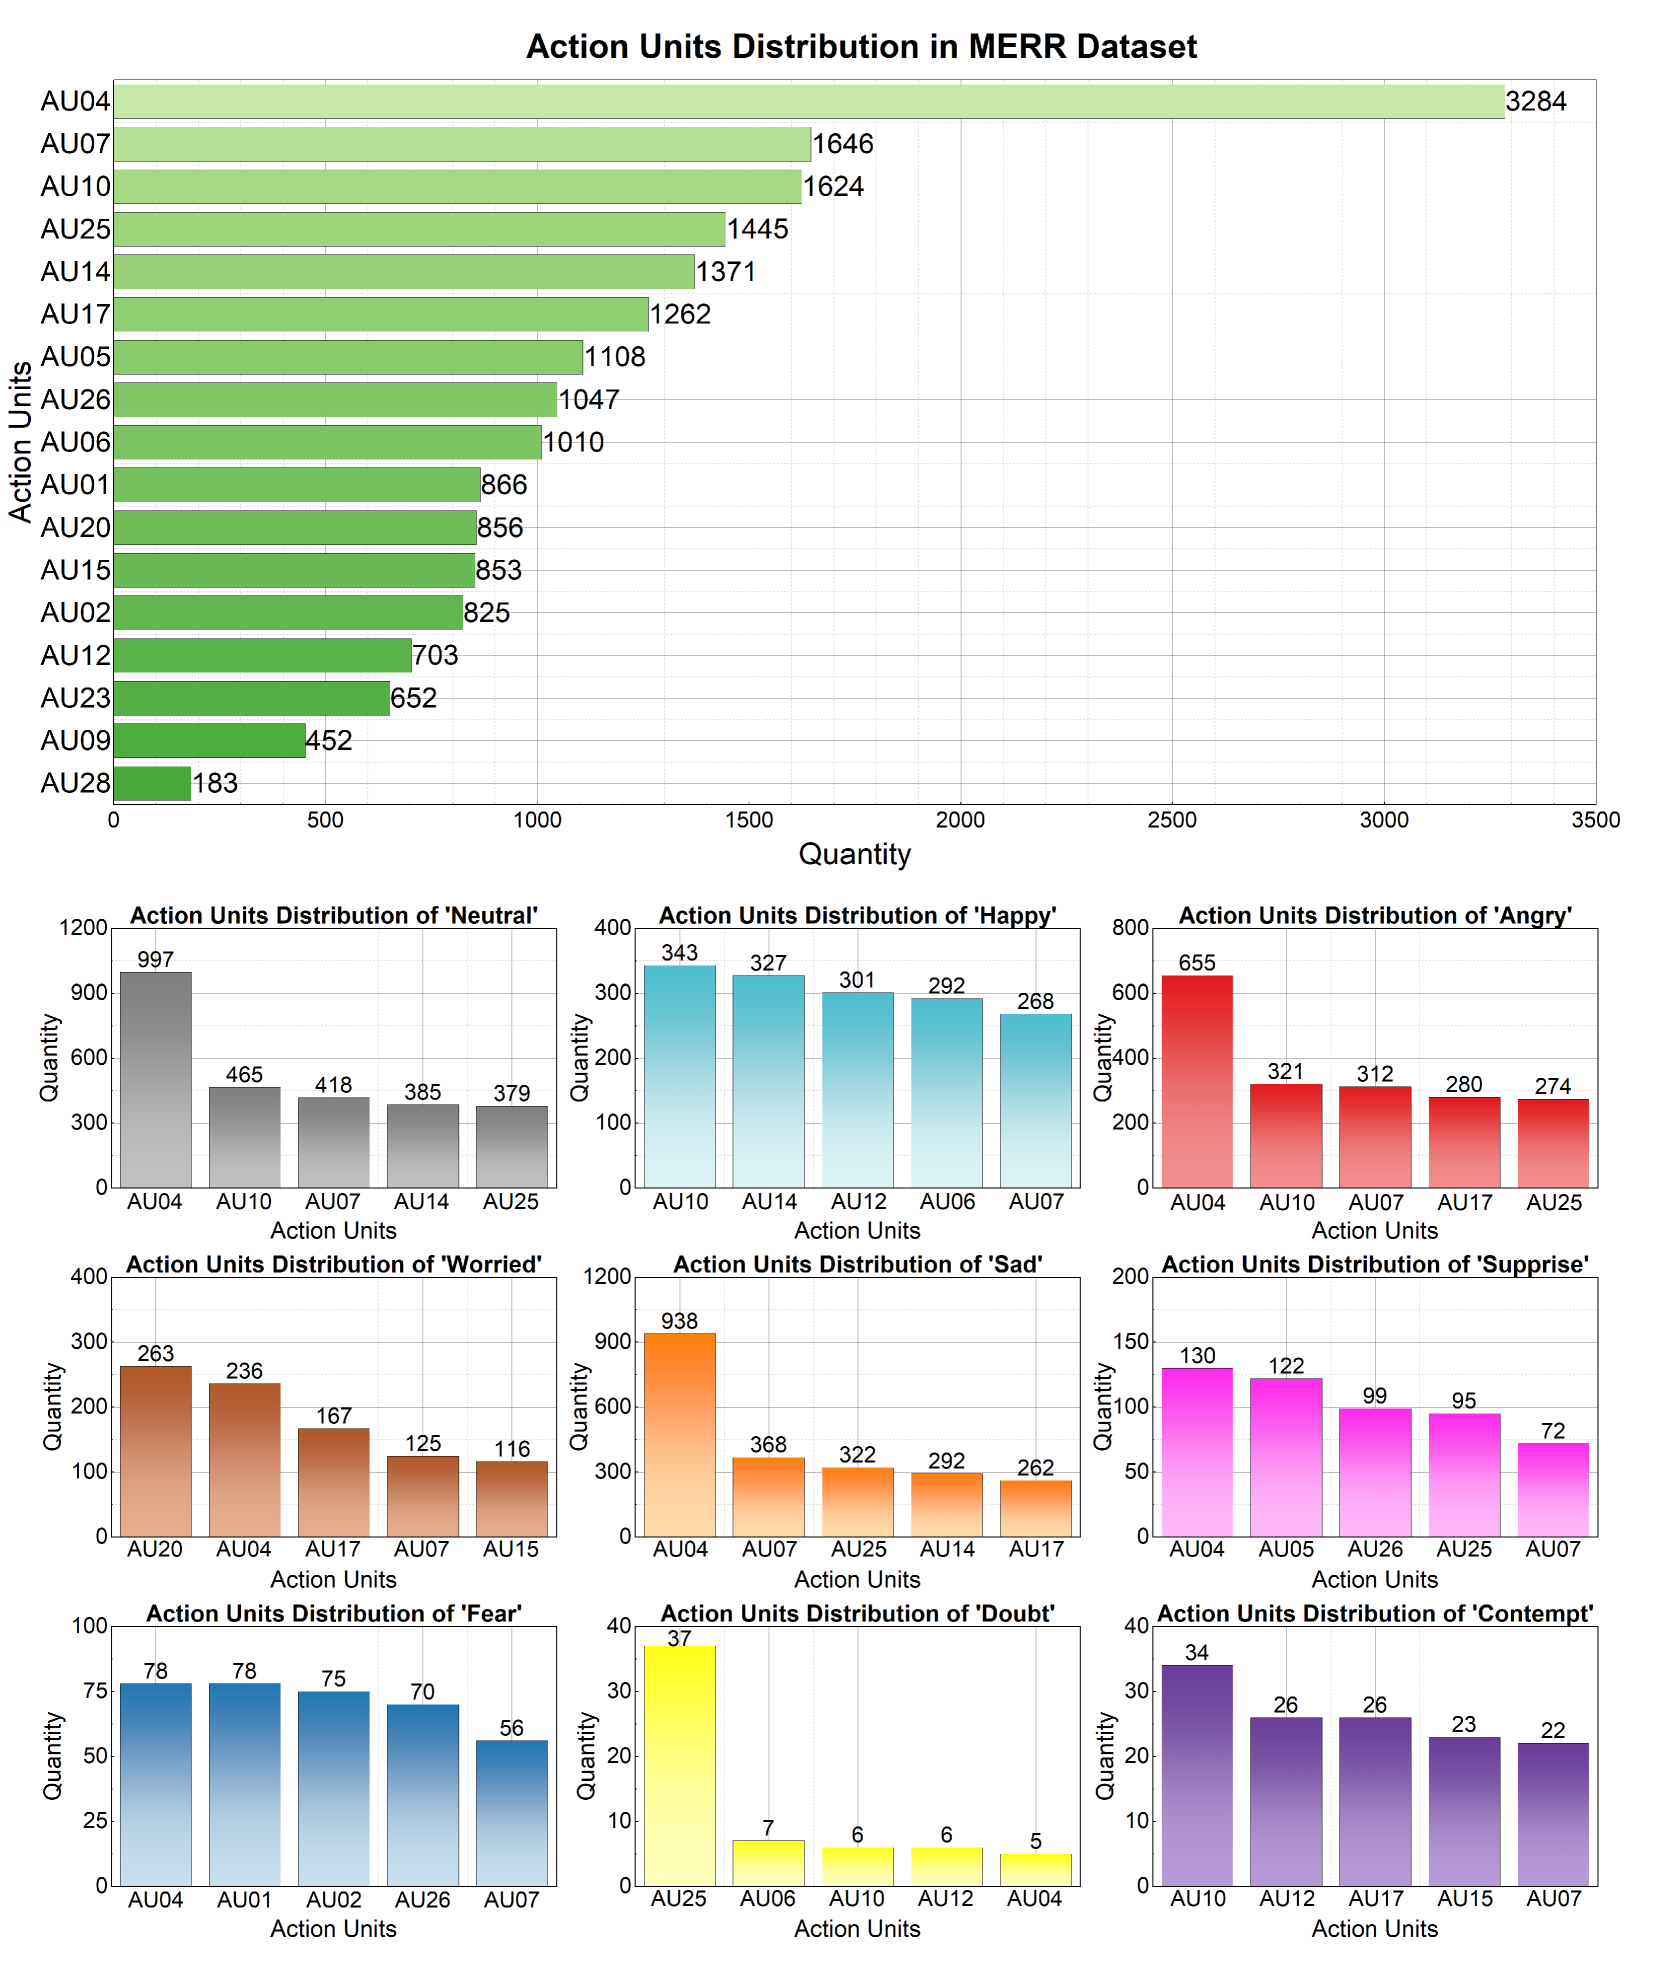 Action Units Distribution in MERR Dataset
Action Units
AU04 3284
AU07 1646
AU10 1624
AU25 1445
AU14 1371
AU17 1262
AU05 1108
AU26 1047
AU06 1010
AU01 866
AU20 856
AU15 853
AU02 825
AU12 703
AU23 652
AU09 452
AU28 183
0 500 1000 1500 2000 2500 3000 3500
Quantity
Action Units Distribution of 'Neutral'
Quantity
1200
900
600
300
0
997 465 418 385 379
AU04 AU10 AU07 AU14 AU25
Action Units
Action Units Distribution of 'Happy'
Quantity
400
300
200
100
0
343 327 301 292 268
AU10 AU14 AU12 AU06 AU07
Action Units
Action Units Distribution of 'Angry'
Quantity
800
600
400
200
0
655 321 312 280 274
AU04 AU10 AU07 AU17 AU25
Action Units
Action Units Distribution of 'Worried'
Quantity
400
300
200
100
0
263 236 167 125 116
AU20 AU04 AU17 AU07 AU15
Action Units
Action Units Distribution of 'Sad'
Quantity
1200
900
600
300
0
938 368 322 292 262
AU04 AU07 AU25 AU14 AU17
Action Units
Action Units Distribution of 'Supprise'
Quantity
200
150
100
50
0
130 122 99 95 72
AU04 AU05 AU26 AU25 AU07
Action Units
Action Units Distribution of 'Fear'
Quantity
100
75
50
25
0
78 78 75 70 56
AU04 AU01 AU02 AU26 AU07
Action Units
Action Units Distribution of 'Doubt'
Quantity
40
30
20
10
0
37 7 6 6 5
AU25 AU06 AU10 AU12 AU04
Action Units
Action Units Distribution of 'Contempt'
Quantity
40
30
20
10
0
34 26 26 23 22
AU10 AU12 AU17 AU15 AU07
Action Units